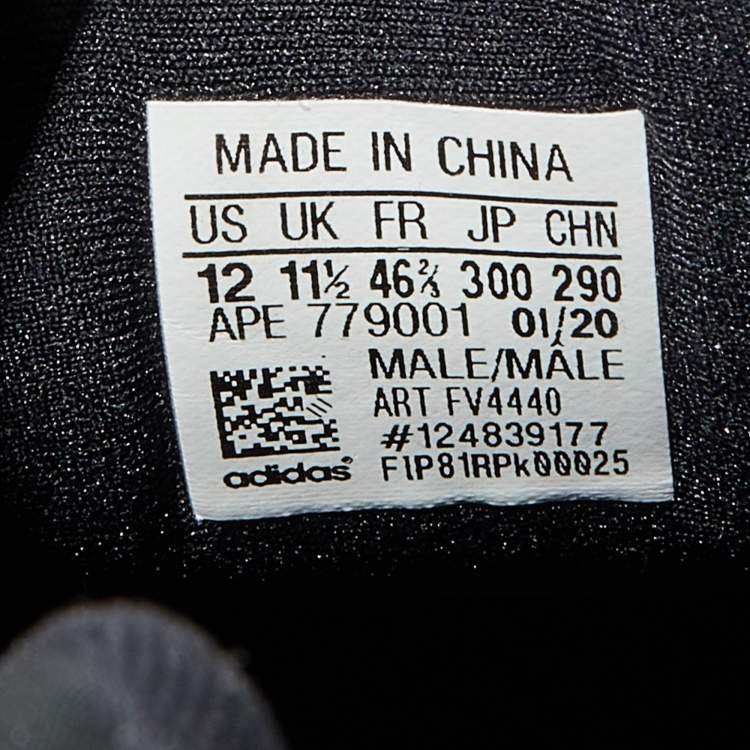 MADE IN CHINA
US UK FR JP CHN
12 11½ 46⅔ 300 290
APE 779001 01/20
MALE/MÂLE
ART FV4440
#124839177
adidas F1P81RPk00025